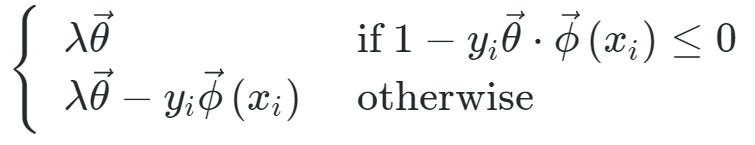 λθ⃗ if 1 − yᵢθ⃗ · ϕ⃗ (xᵢ) ≤ 0
λθ⃗ − yᵢϕ⃗ (xᵢ) otherwise